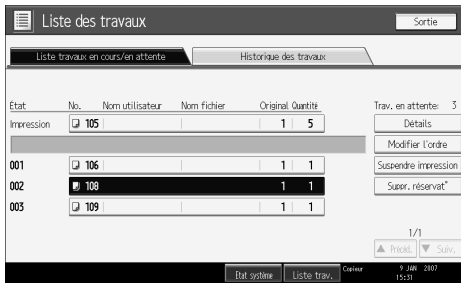 Liste des travaux
Sortie
Liste travaux en cours/en attente
Historique des travaux
État No. Nom utilisateur Nom fichier Original Quantité
Trav. en attente: 3
Impression 105 1 5
Détails
Modifier l'ordre
001 106 1 1
Suspendre impression
002 108 1 1
Suppr. réservat°
003 109 1 1
1/1
▲ Précéd. ▼ Suiv.
Etat système Liste trav. Copieur 9 JAN 2007
15:31